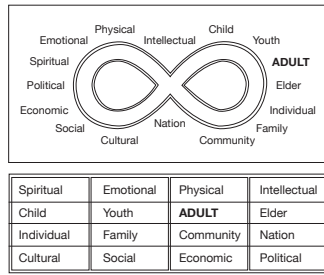 Physical Child
Emotional Intellectual Youth
Spiritual ADULT
Political Elder
Economic Individual
Social Nation Family
Cultural Community
Spiritual Emotional Physical Intellectual
Child Youth ADULT Elder
Individual Family Community Nation
Cultural Social Economic Political